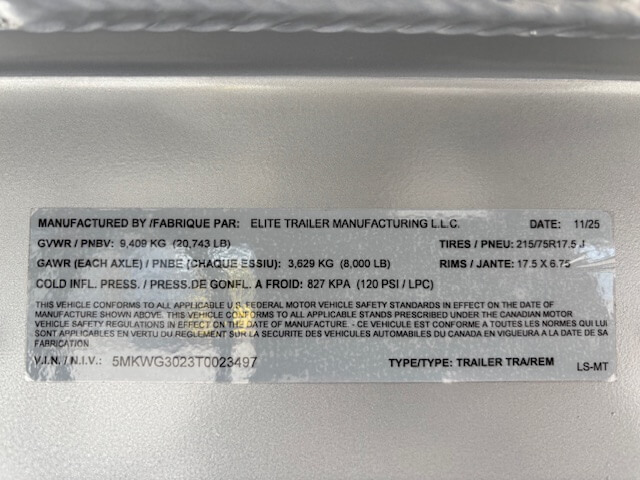 MANUFACTURED BY /FABRIQUE PAR: ELITE TRAILER MANUFACTURING L.L.C. DATE: 11/25
GVWR / PNBV: 9,409 KG (20,743 LB) TIRES / PNEU: 215/75R17.5 J
GAWR (EACH AXLE) / PNBE (CHAQUE ESSIU): 3,629 KG (8,000 LB) RIMS / JANTE: 17.5 X 6.75
COLD INFL. PRESS. / PRESS.DE GONFL. A FROID: 827 KPA (120 PSI / LPC)
THIS VEHICLE CONFORMS TO ALL APPLICABLE U.S. FEDERAL MOTOR VEHICLE SAFETY STANDARDS IN EFFECT ON THE DATE OF
MANUFACTURE SHOWN ABOVE. THIS VEHICLE CONFORMS TO ALL APPLICABLE STANDS PRESCRIBED UNDER THE CANADIAN MOTOR
VEHICLE SAFETY REGULATIONS IN EFFECT ON THE DATE OF MANUFACTURE. - CE VEHICULE EST CONFORME A TOUTES LES NORMES QUI LUI
SONT APPLICABLES EN VERTU DU REGLEMENT SUR LA SECURITE DES VEHICULES AUTOMOBILES DU CANADA EN VIGUEURA A LA DATE DE SA
FABRICATION.
V.I.N. / N.I.V.: 5MKWG3023T0023497 TYPE/TYPE: TRAILER TRA/REM LS-MT